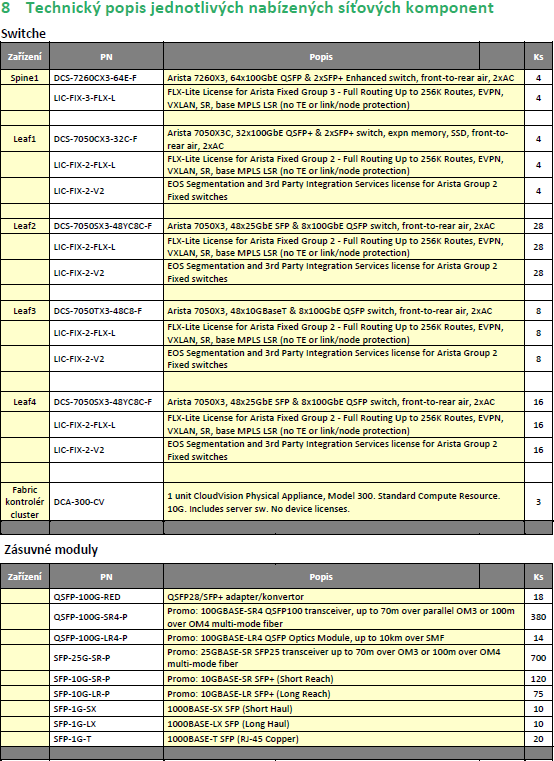 8 Technický popis jednotlivých nabízených síťových komponent
Switche
Zařízení PN Popis Ks
Spine1 DCS-7260CX3-64E-F Arista 7260X3, 64x100GbE QSFP & 2xSFP+ Enhanced switch, front-to-rear air, 2xAC 4
LIC-FIX-3-FLX-L FLX-Lite License for Arista Fixed Group 3 - Full Routing Up to 256K Routes, EVPN,
VXLAN, SR, base MPLS LSR (no TE or link/node protection) 4
Leaf1 DCS-7050CX3-32C-F Arista 7050X3C, 32x100GbE QSFP+ & 2xSFP+ switch, expn memory, SSD, front-to-
rear air, 2xAC 4
LIC-FIX-2-FLX-L FLX-Lite License for Arista Fixed Group 2 - Full Routing Up to 256K Routes, EVPN,
VXLAN, SR, base MPLS LSR (no TE or link/node protection) 4
LIC-FIX-2-V2 EOS Segmentation and 3rd Party Integration Services license for Arista Group 2
Fixed switches 4
Leaf2 DCS-7050SX3-48YC8C-F Arista 7050X3, 48x25GbE SFP & 8x100GbE QSFP switch, front-to-rear air, 2xAC 28
LIC-FIX-2-FLX-L FLX-Lite License for Arista Fixed Group 2 - Full Routing Up to 256K Routes, EVPN,
VXLAN, SR, base MPLS LSR (no TE or link/node protection) 28
LIC-FIX-2-V2 EOS Segmentation and 3rd Party Integration Services license for Arista Group 2
Fixed switches 28
Leaf3 DCS-7050TX3-48C8-F Arista 7050X3, 48x10GBaseT & 8x100GbE QSFP switch, front-to-rear air, 2xAC 8
LIC-FIX-2-FLX-L FLX-Lite License for Arista Fixed Group 2 - Full Routing Up to 256K Routes, EVPN,
VXLAN, SR, base MPLS LSR (no TE or link/node protection) 8
LIC-FIX-2-V2 EOS Segmentation and 3rd Party Integration Services license for Arista Group 2
Fixed switches 8
Leaf4 DCS-7050SX3-48YC8C-F Arista 7050X3, 48x25GbE SFP & 8x100GbE QSFP switch, front-to-rear air, 2xAC 16
LIC-FIX-2-FLX-L FLX-Lite License for Arista Fixed Group 2 - Full Routing Up to 256K Routes, EVPN,
VXLAN, SR, base MPLS LSR (no TE or link/node protection) 16
LIC-FIX-2-V2 EOS Segmentation and 3rd Party Integration Services license for Arista Group 2
Fixed switches 16
Fabric
kontrolér
cluster DCA-300-CV 1 unit CloudVision Physical Appliance, Model 300. Standard Compute Resource.
10G. Includes server sw. No device licenses. 3
Zásuvné moduly
Zařízení PN Popis Ks
QSFP-100G-RED QSFP28/SFP+ adapter/konvertor 18
QSFP-100G-SR4-P Promo: 100GBASE-SR4 QSFP100 transceiver, up to 70m over parallel OM3 or 100m
over OM4 multi-mode fiber 380
QSFP-100G-LR4-P Promo: 100GBASE-LR4 QSFP Optics Module, up to 10km over SMF 14
SFP-25G-SR-P Promo: 25GBASE-SR SFP25 transceiver up to 70m over OM3 or 100m over OM4
multi-mode fiber 700
SFP-10G-SR-P Promo: 10GBASE-SR SFP+ (Short Reach) 120
SFP-10G-LR-P Promo: 10GBASE-LR SFP+ (Long Reach) 75
SFP-1G-SX 1000BASE-SX SFP (Short Haul) 10
SFP-1G-LX 1000BASE-LX SFP (Long Haul) 10
SFP-1G-T 1000BASE-T SFP (RJ-45 Copper) 20